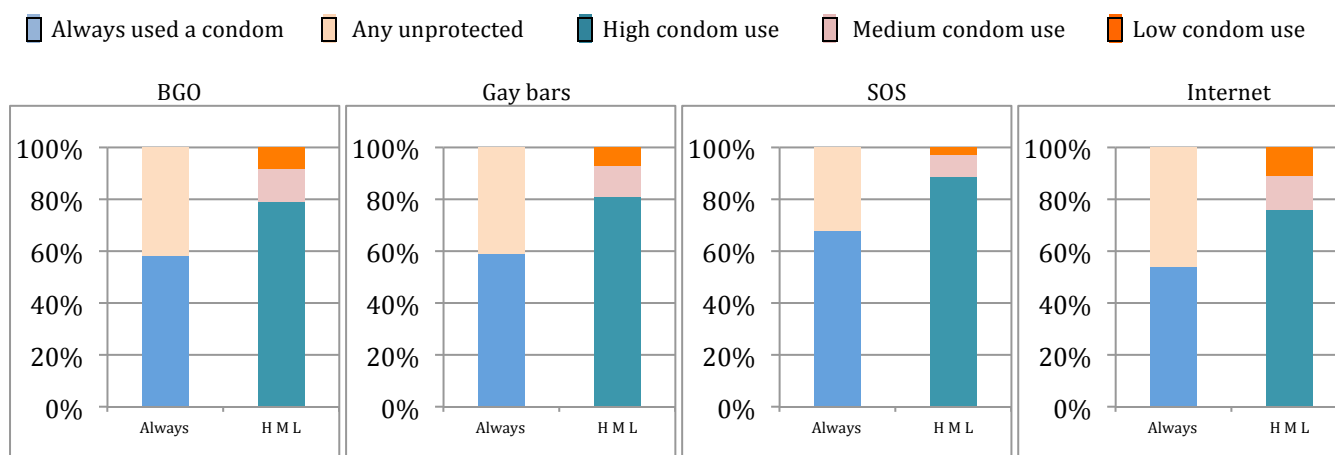 Always used a condom Any unprotected High condom use Medium condom use Low condom use
BGO Gay bars SOS Internet
100% 100% 100% 100%
80% 80% 80% 80%
60% 60% 60% 60%
40% 40% 40% 40%
20% 20% 20% 20%
0% 0% 0% 0%
Always H M L Always H M L Always H M L Always H M L